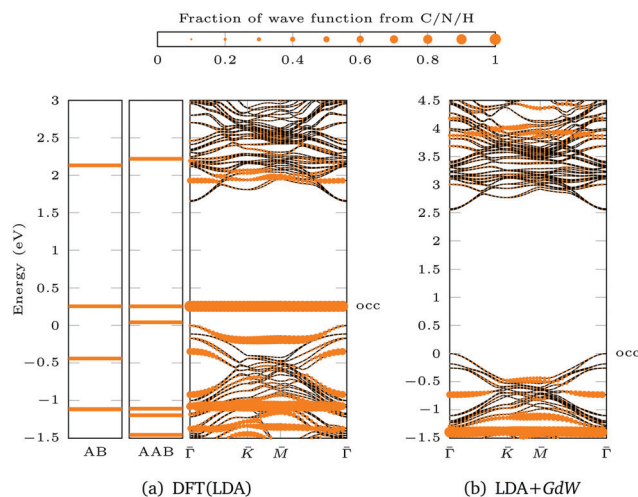 Fraction of wave function from C/N/H
0 0.2 0.4 0.6 0.8 1
Energy (eV)
3
2.5
2
1.5
1
0.5
0
−0.5
−1
−1.5
AB AAB Γ̄ K̄ M̄ Γ̄
occ
(a) DFT(LDA)
4.5
4
3.5
3
2.5
2
1.5
1
0.5
0
−0.5
−1
−1.5
Γ̄ K̄ M̄ Γ̄
occ
(b) LDA+GdW